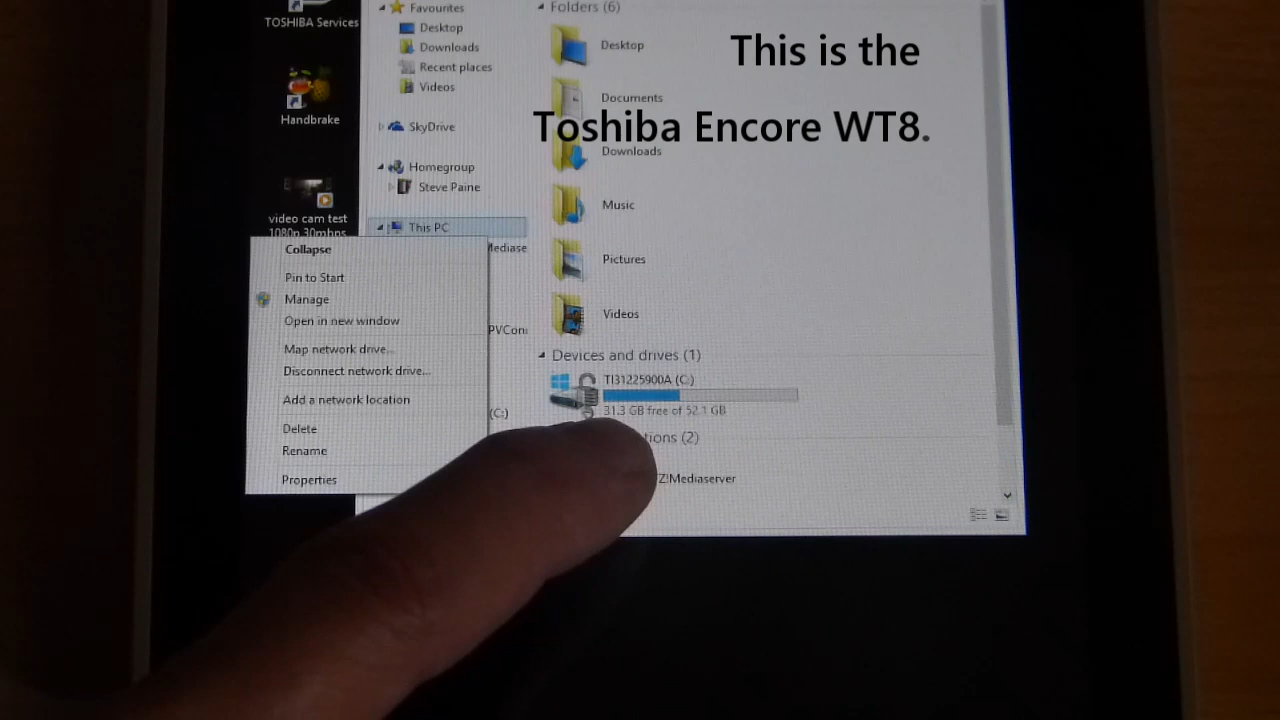 TOSHIBA Services
Handbrake
video cam test
1080p 30mbps
Favourites
Desktop
Downloads
Recent places
Videos
SkyDrive
Homegroup
Steve Paine
This PC
Collapse
Pin to Start
Manage
Open in new window
Map network drive...
Disconnect network drive...
Add a network location
Delete
Rename
Properties
(C:)
Folders (6)
Desktop
Documents
Downloads
Music
Pictures
Videos
Devices and drives (1)
TI31225900A (C:)
31.3 GB free of 52.1 GB
(2)
Z!Mediaserver
This is the
Toshiba Encore WT8.